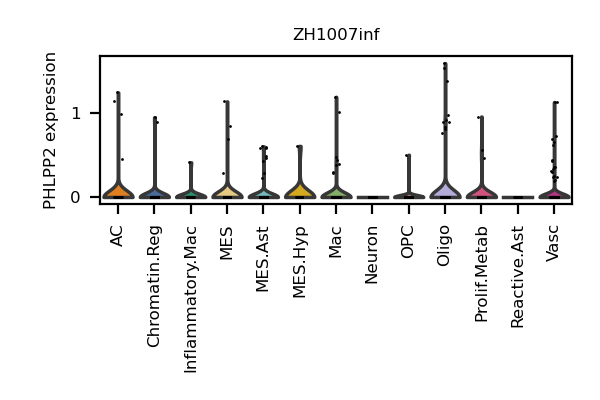 ZH1007inf
PHLPP2 expression
1
0
AC
Chromatin.Reg
Inflammatory.Mac
MES
MES.Ast
MES.Hyp
Mac
Neuron
OPC
Oligo
Prolif.Metab
Reactive.Ast
Vasc